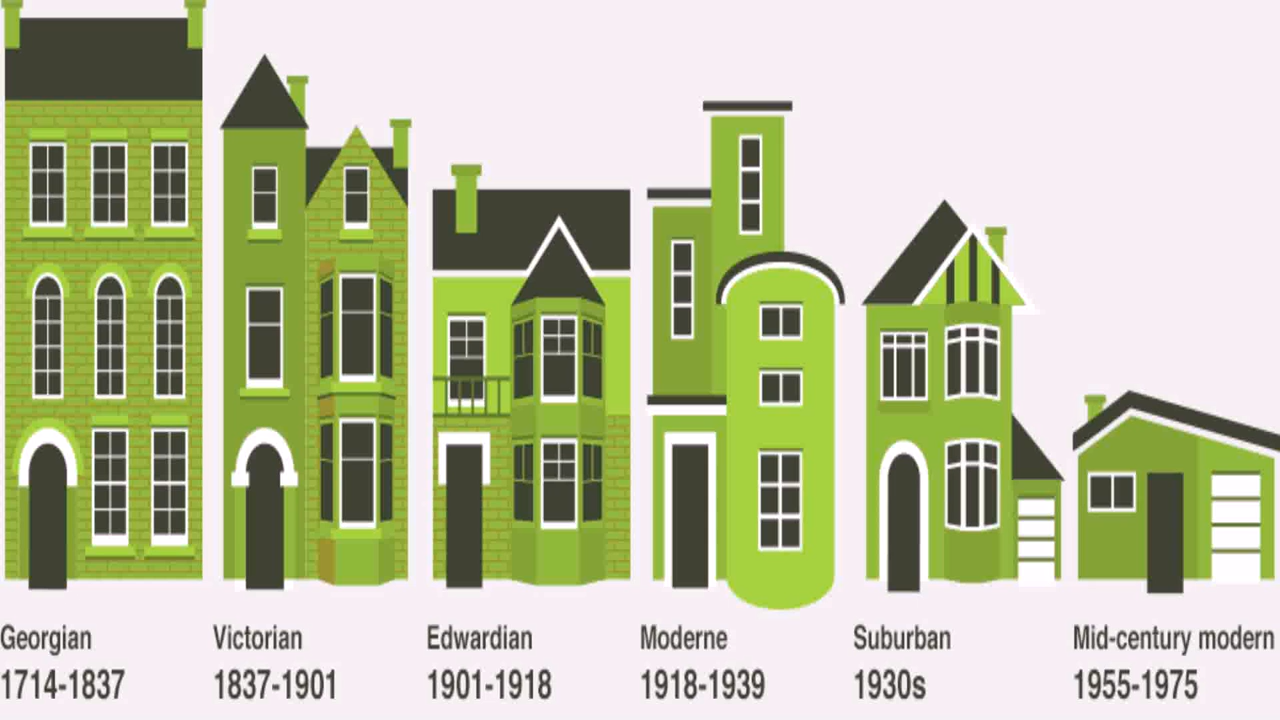 Georgian
1714-1837
Victorian
1837-1901
Edwardian
1901-1918
Moderne
1918-1939
Suburban
1930s
Mid-century modern
1955-1975